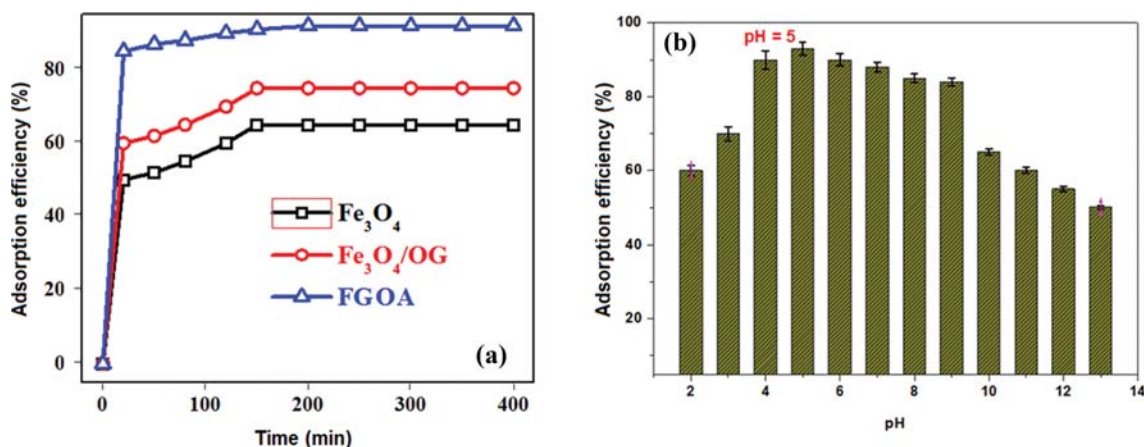 (a)
Adsorption efficiency (%)
80
60
40
20
0
Fe₃O₄
Fe₃O₄/OG
FGOA
0 100 200 300 400
Time (min)
(b)
pH = 5
Adsorption efficiency (%)
100
80
60
40
20
2 4 6 8 10 12 14
pH